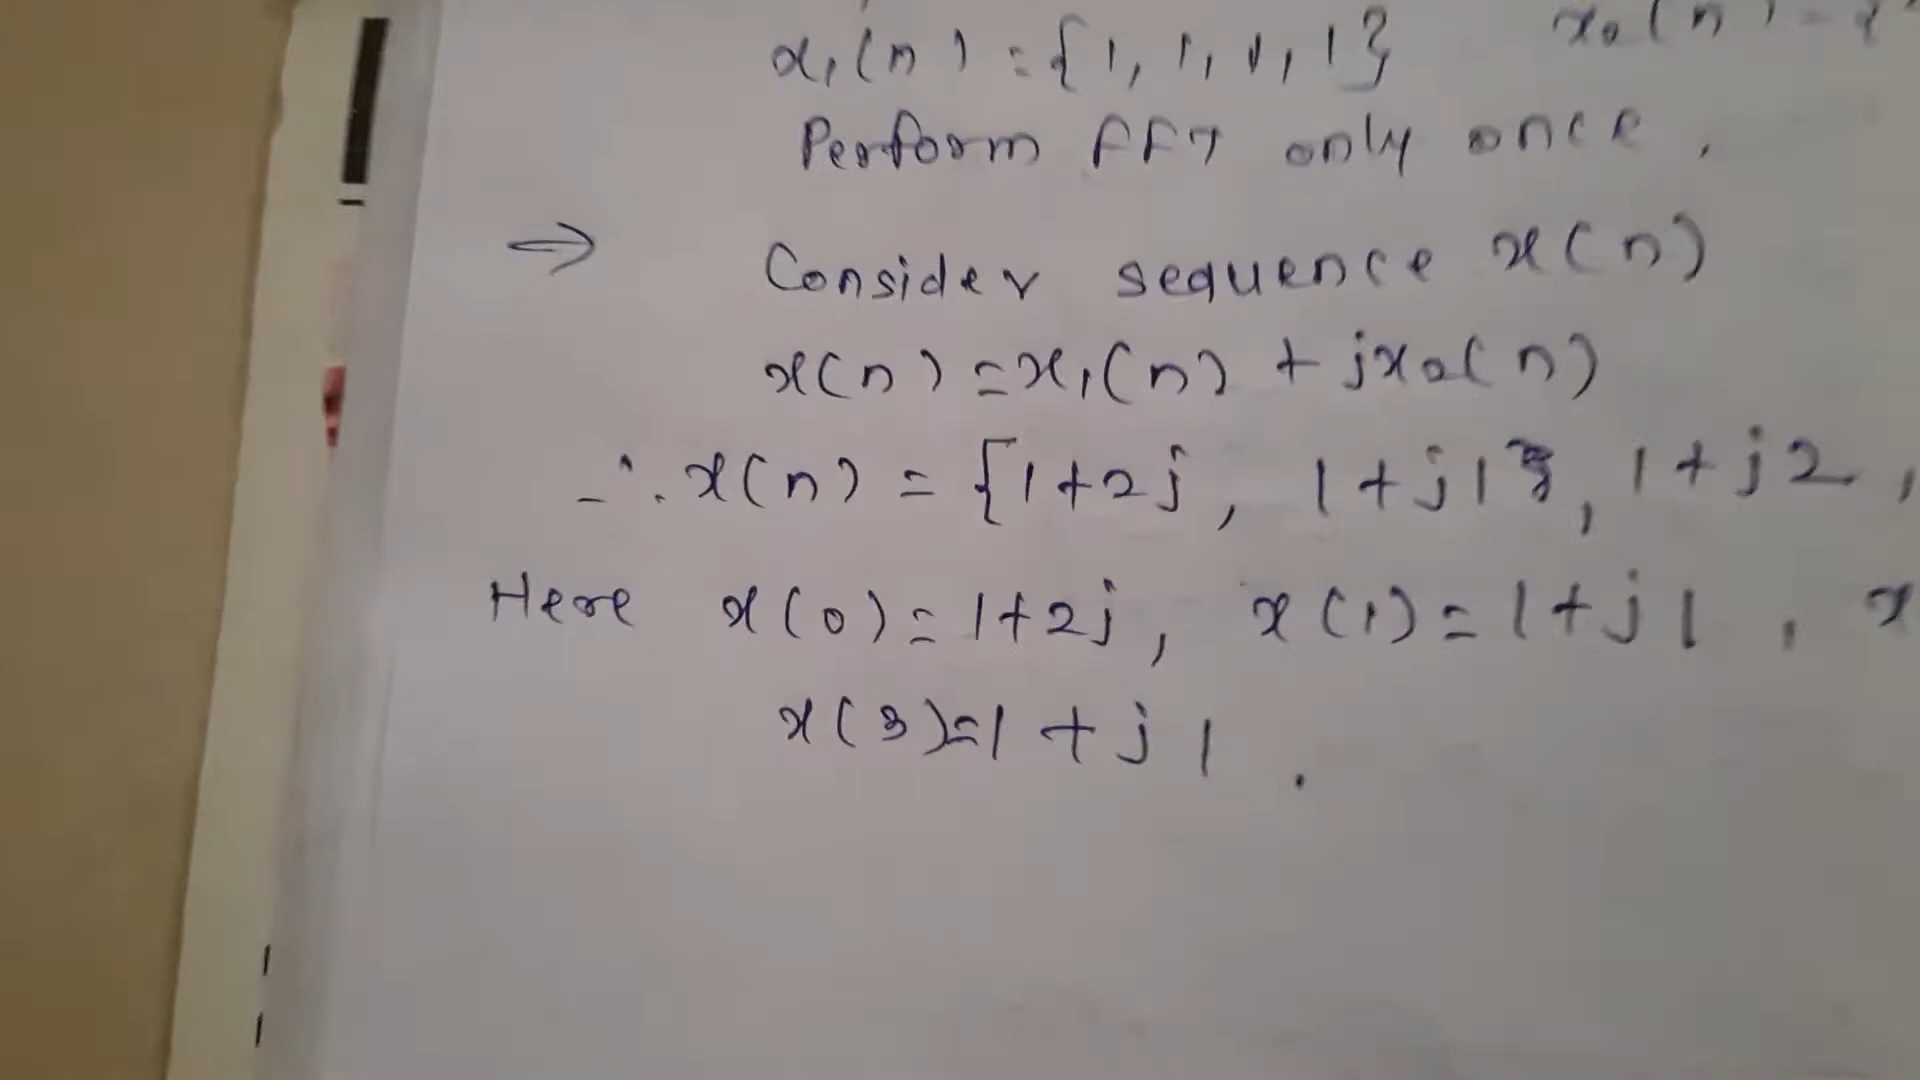 x₁(n) = {1, 1, 1, 1} x₂(n) = {
Perform FFT only once.
⇒ Consider sequence x(n)
x(n) = x₁(n) + jx₂(n)
∴ x(n) = {1+2j, 1+j1, 1+j2,
Here x(0) = 1+2j, x(1) = 1+j1, x
x(3) = 1 + j1.